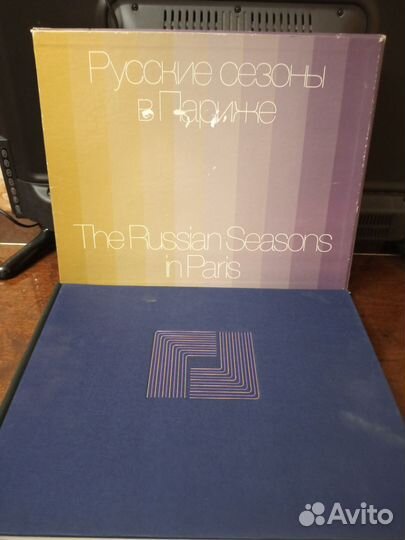 Русские сезоны
в Париже
The Russian Seasons
in Paris
Avito